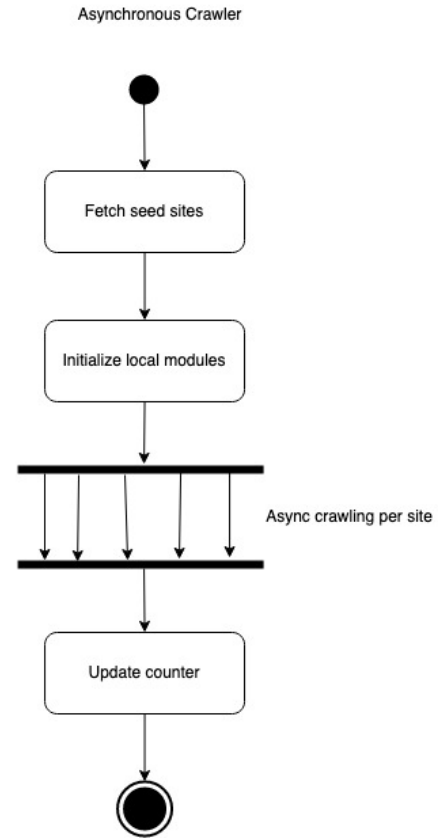 Asynchronous Crawler
Fetch seed sites
Initialize local modules
Async crawling per site
Update counter